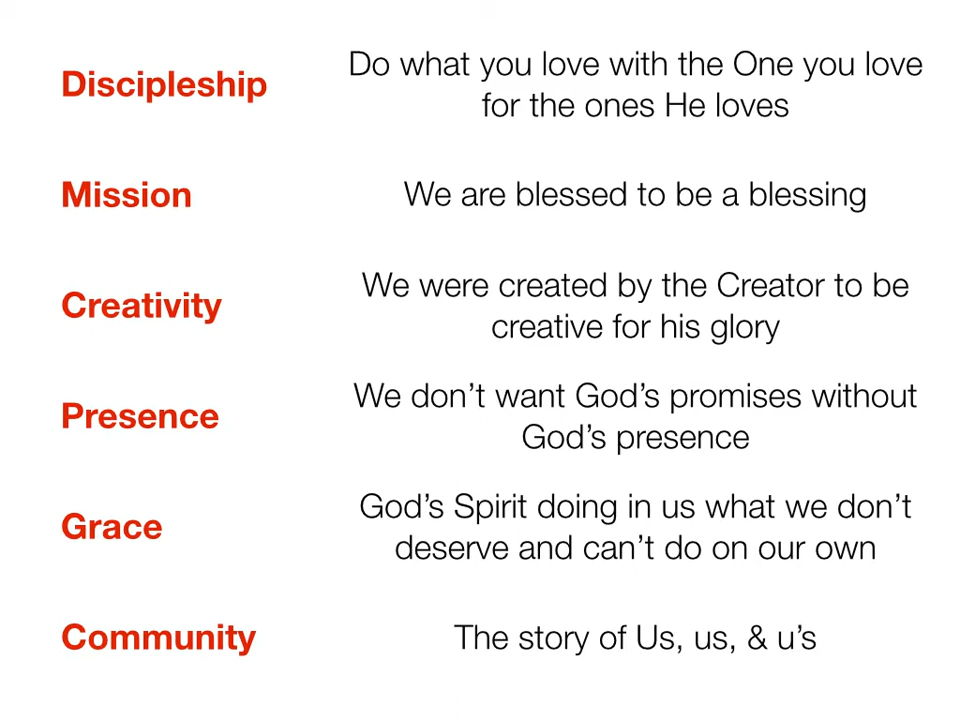 Discipleship
Do what you love with the One you love
for the ones He loves
Mission
We are blessed to be a blessing
Creativity
We were created by the Creator to be
creative for his glory
Presence
We don’t want God’s promises without
God’s presence
Grace
God’s Spirit doing in us what we don’t
deserve and can’t do on our own
Community
The story of Us, us, & u’s